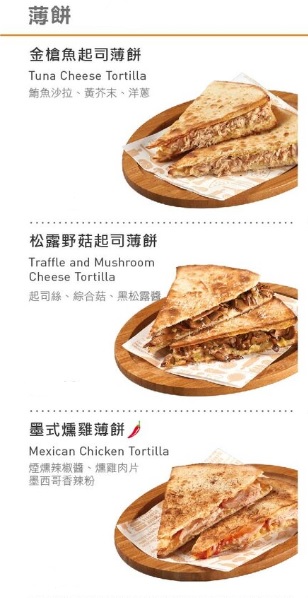 薄餅
金槍魚起司薄餅
Tuna Cheese Tortilla
鮪魚沙拉、黃芥末、洋蔥
松露野菇起司薄餅
Traffle and Mushroom
Cheese Tortilla
起司絲、綜合菇、黑松露醬
墨式燻雞薄餅
Mexican Chicken Tortilla
煙燻辣椒醬、燻雞肉片
墨西哥香辣粉